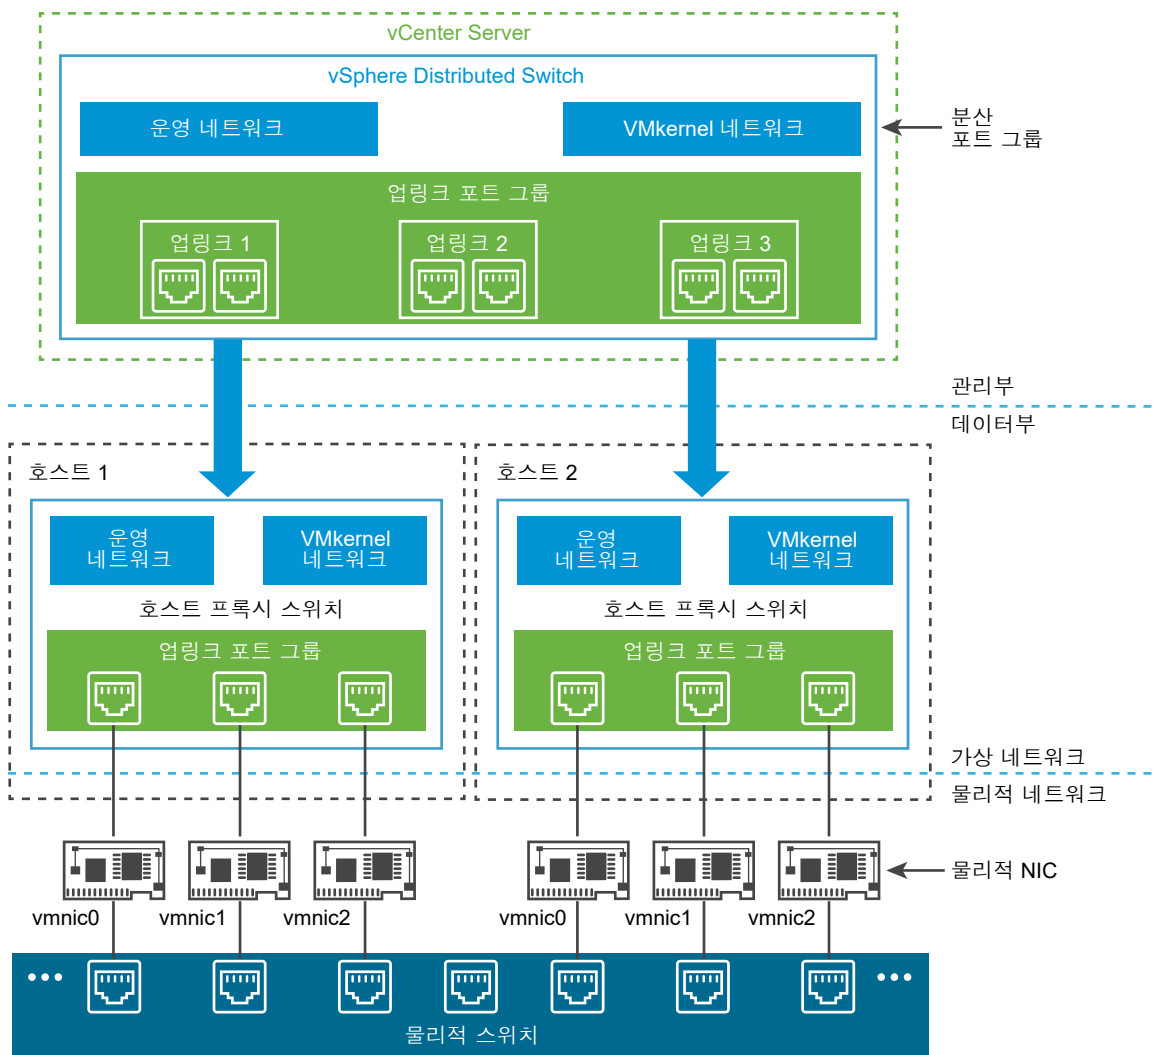 vCenter Server
vSphere Distributed Switch
운영 네트워크
VMkernel 네트워크
분산
포트 그룹
업링크 포트 그룹
업링크 1
업링크 2
업링크 3
관리부
데이터부
호스트 1
호스트 2
운영
네트워크
VMkernel
네트워크
운영
네트워크
VMkernel
네트워크
호스트 프록시 스위치
호스트 프록시 스위치
업링크 포트 그룹
업링크 포트 그룹
가상 네트워크
물리적 네트워크
물리적 NIC
vmnic0
vmnic1
vmnic2
vmnic0
vmnic1
vmnic2
물리적 스위치